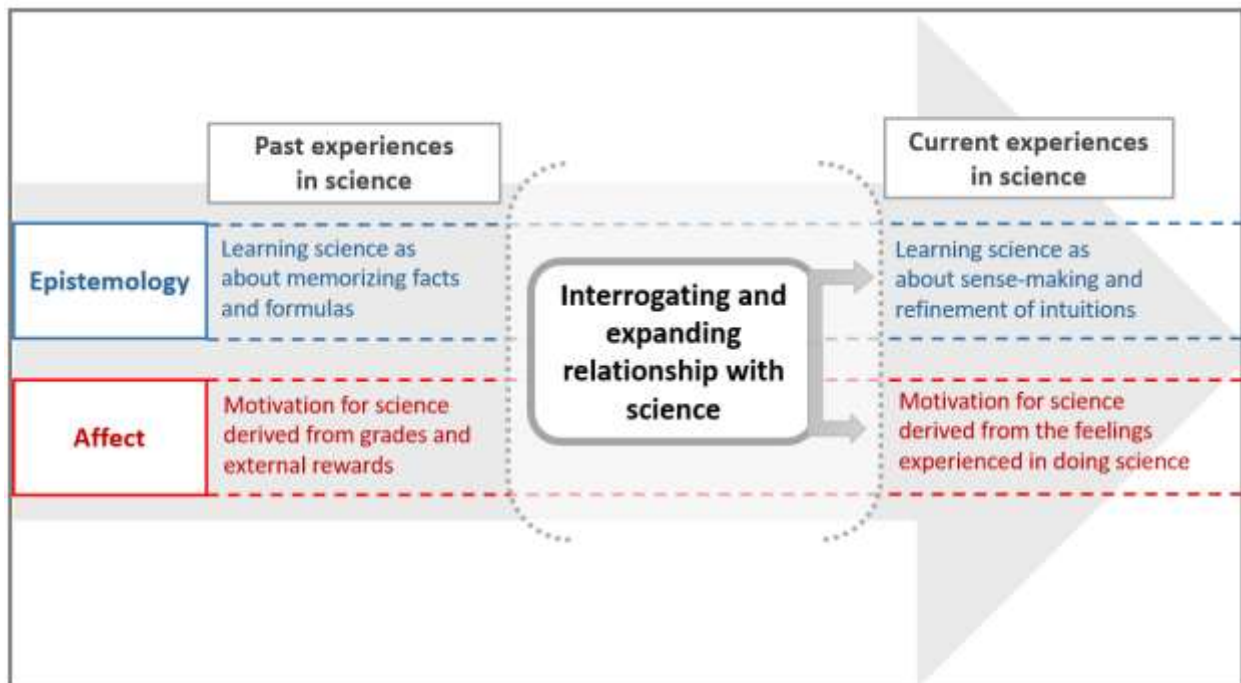 Past experiences
in science
Current experiences
in science
Epistemology
Learning science as
about memorizing facts
and formulas
Interrogating and
expanding
relationship with
science
Learning science as
about sense-making and
refinement of intuitions
Affect
Motivation for science
derived from grades and
external rewards
Motivation for science
derived from the feelings
experienced in doing science